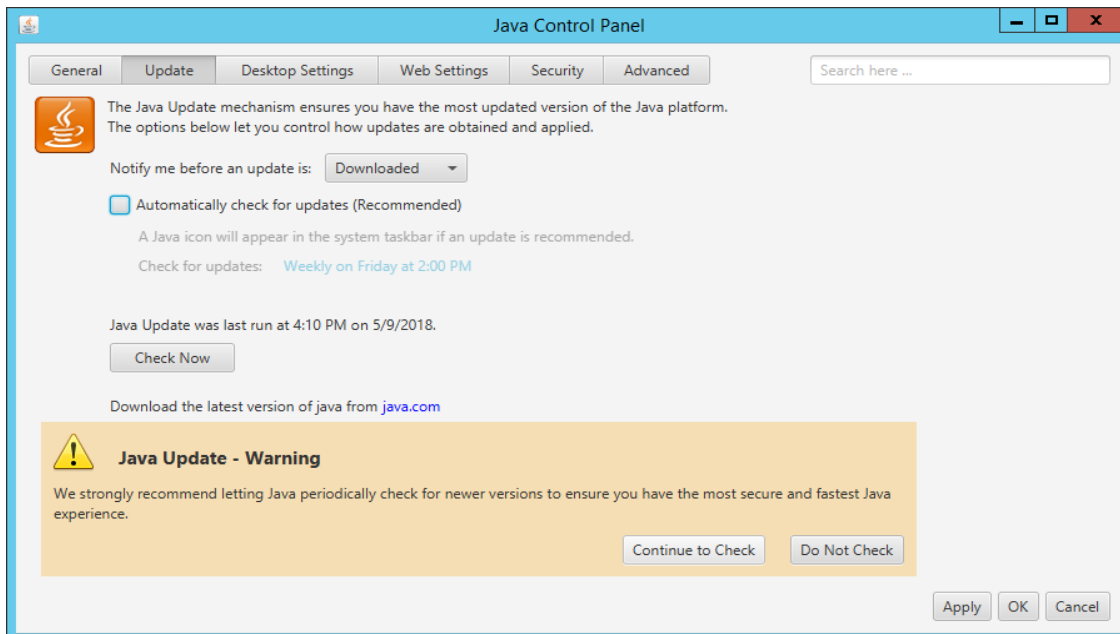 Java Control Panel
General Update Desktop Settings Web Settings Security Advanced Search here ...
The Java Update mechanism ensures you have the most updated version of the Java platform.
The options below let you control how updates are obtained and applied.
Notify me before an update is: Downloaded
Automatically check for updates (Recommended)
A Java icon will appear in the system taskbar if an update is recommended.
Check for updates: Weekly on Friday at 2:00 PM
Java Update was last run at 4:10 PM on 5/9/2018.
Check Now
Download the latest version of java from java.com
Java Update - Warning
We strongly recommend letting Java periodically check for newer versions to ensure you have the most secure and fastest Java
experience.
Continue to Check Do Not Check
Apply OK Cancel